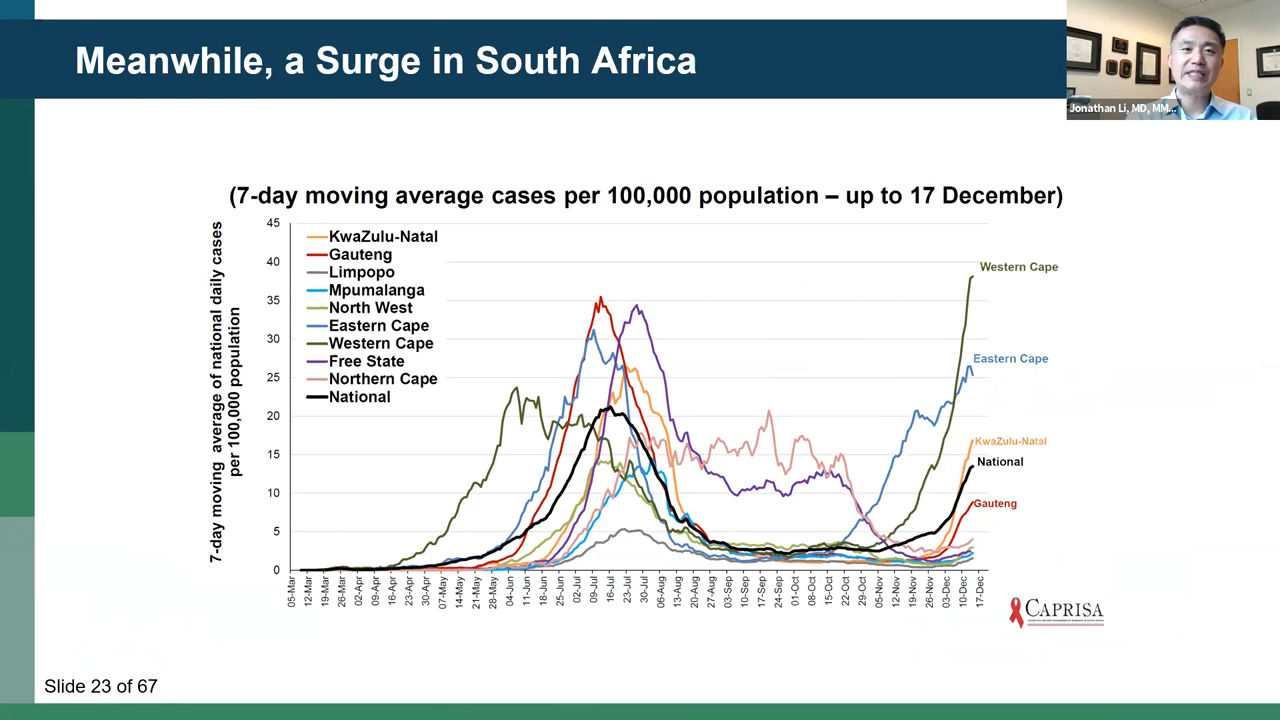 Meanwhile, a Surge in South Africa
Jonathan Li, MD, MM...
(7-day moving average cases per 100,000 population – up to 17 December)
7-day moving average of national daily cases
per 100,000 population
45
40
35
30
25
20
15
10
5
0
KwaZulu-Natal
Gauteng
Limpopo
Mpumalanga
North West
Eastern Cape
Western Cape
Free State
Northern Cape
National
Western Cape
Eastern Cape
KwaZulu-Natal
National
Gauteng
05-Mar
12-Mar
19-Mar
26-Mar
02-Apr
09-Apr
16-Apr
23-Apr
30-Apr
07-May
14-May
21-May
28-May
04-Jun
11-Jun
18-Jun
25-Jun
02-Jul
09-Jul
16-Jul
23-Jul
30-Jul
06-Aug
13-Aug
20-Aug
27-Aug
03-Sep
10-Sep
17-Sep
24-Sep
01-Oct
08-Oct
15-Oct
22-Oct
29-Oct
05-Nov
12-Nov
19-Nov
26-Nov
03-Dec
10-Dec
17-Dec
CAPRISA
Slide 23 of 67